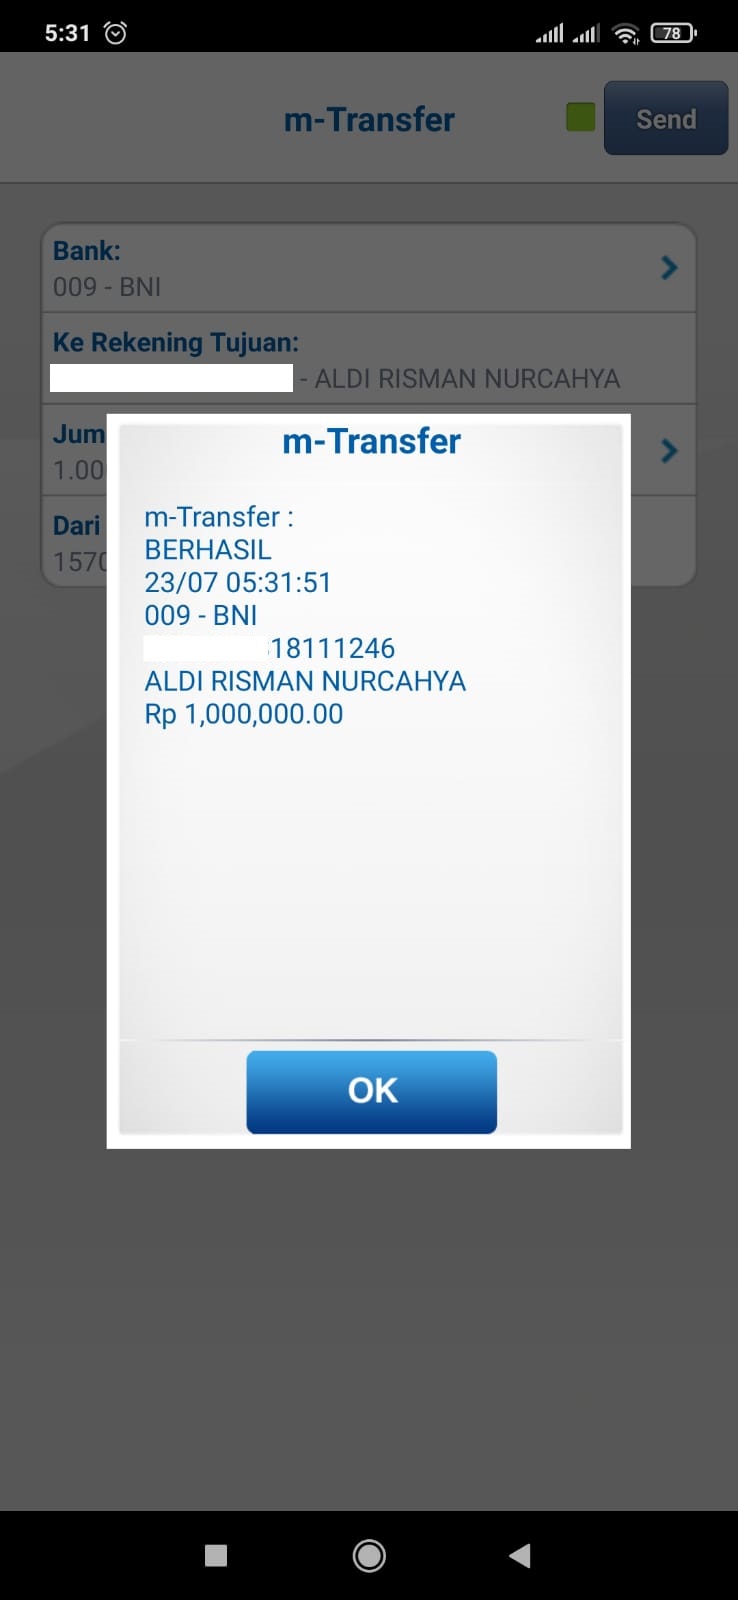 5:31
78
m-Transfer
Send
Bank:
009 - BNI
Ke Rekening Tujuan:
- ALDI RISMAN NURCAHYA
Jum
1.00
Dari
1570
m-Transfer
m-Transfer :
BERHASIL
23/07 05:31:51
009 - BNI
18111246
ALDI RISMAN NURCAHYA
Rp 1,000,000.00
OK